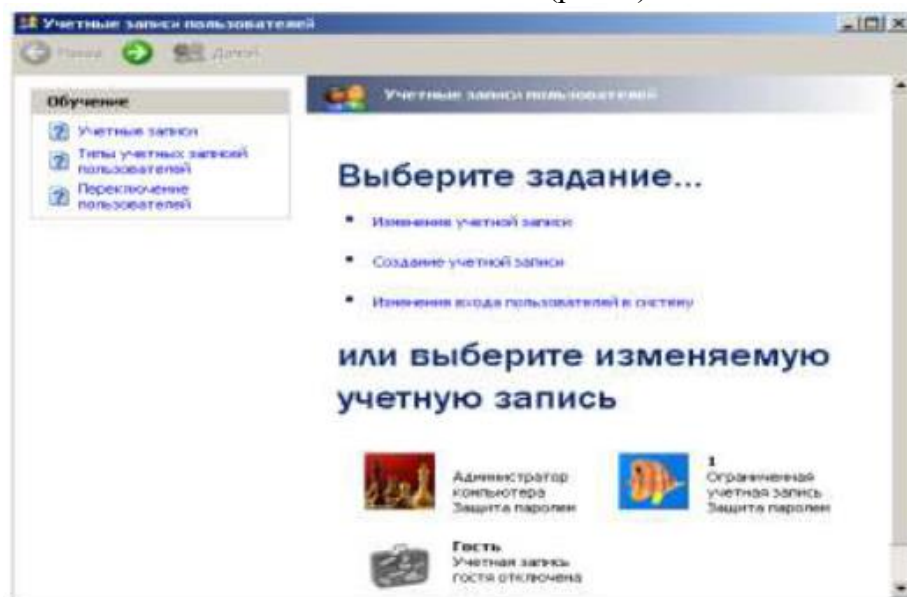 Учетные записи пользователей
Назад
Домой
Обучение
Учетные записи
Типы учетных записей
пользователей
Переключение
пользователей
Учетные записи пользователей
Выберите задание...
Изменение учетной записи
Создание учетной записи
Изменение входа пользователей в систему
или выберите изменяемую
учетную запись
Администратор
компьютера
Защита паролем
1
Ограниченная
учетная запись
Защита паролем
Гость
Учетная запись
гостя отключена